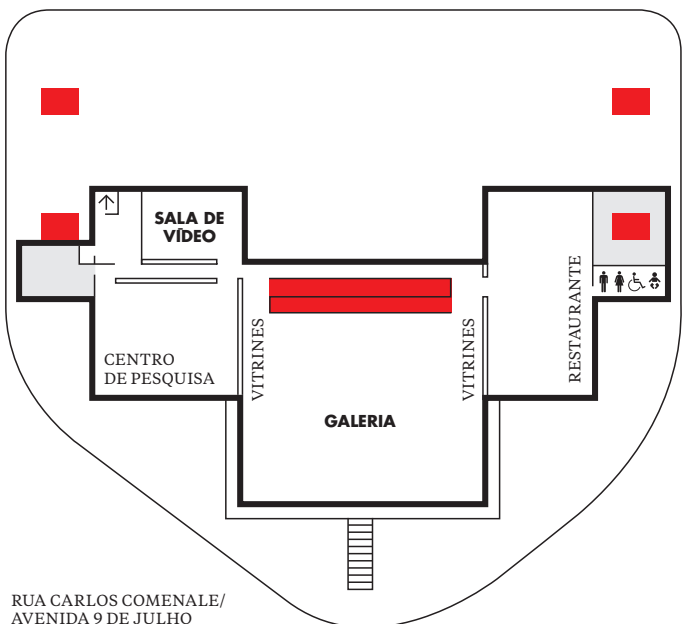 SALA DE
VÍDEO
RESTAURANTE
VITRINES
VITRINES
CENTRO
DE PESQUISA
GALERIA
RUA CARLOS COMENALE/
AVENIDA 9 DE JULHO